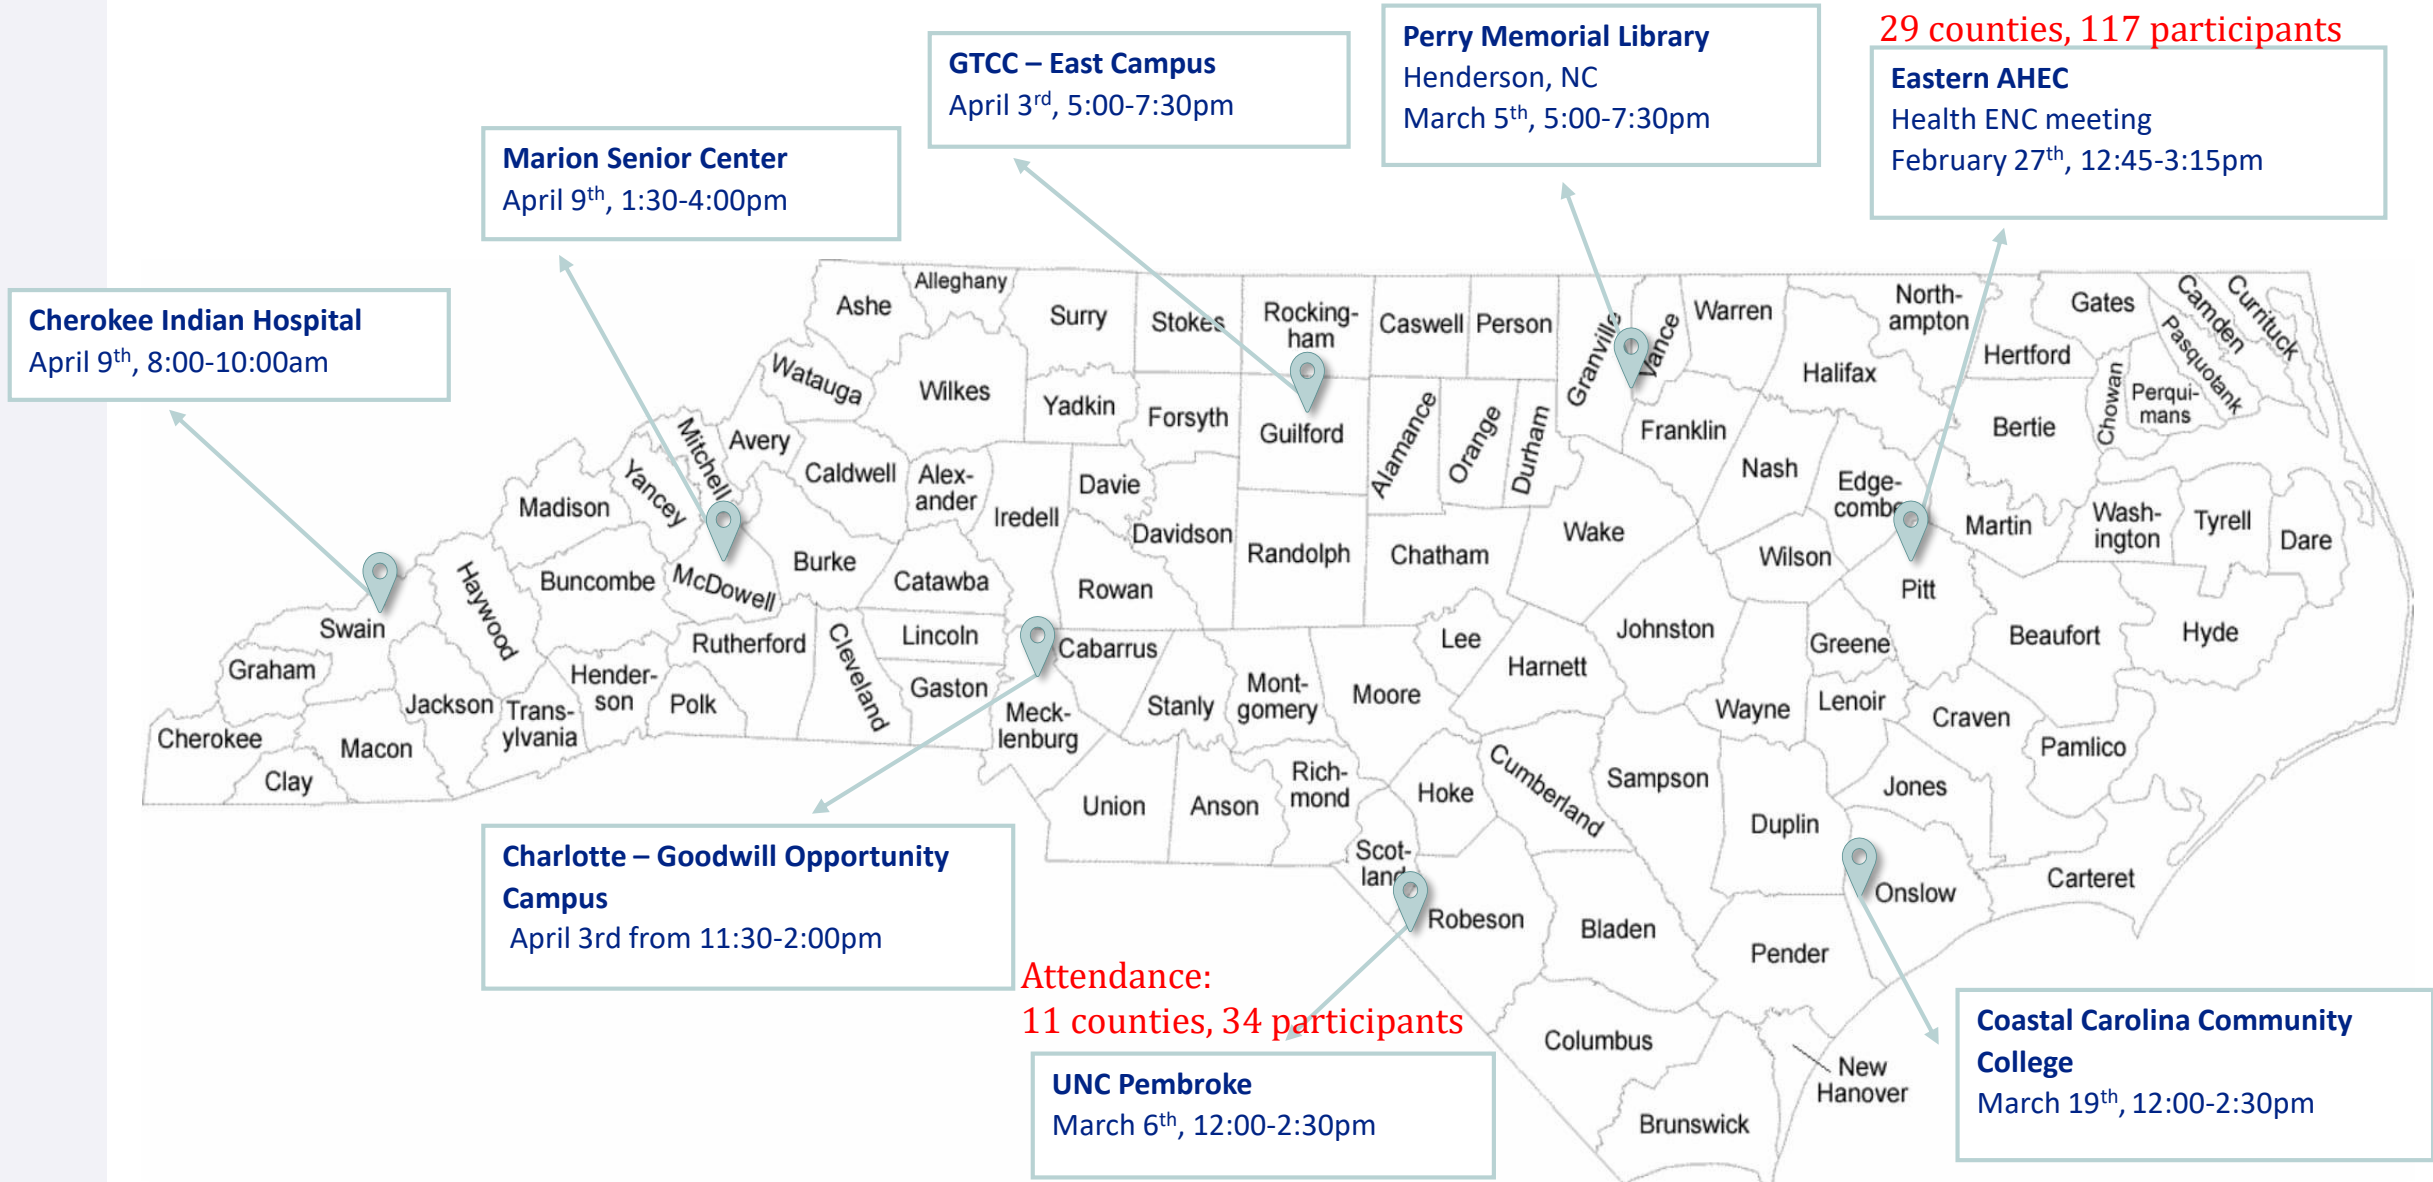 29 counties, 117 participants
Perry Memorial Library
Henderson, NC
March 5th, 5:00-7:30pm
GTCC – East Campus
April 3rd, 5:00-7:30pm
Eastern AHEC
Health ENC meeting
February 27th, 12:45-3:15pm
Marion Senior Center
April 9th, 1:30-4:00pm
Cherokee Indian Hospital
April 9th, 8:00-10:00am
Ashe
Alleghany
Surry
Stokes
Rocking-
ham
Caswell
Person
Granville
Vance
Warren
North-
ampton
Gates
Camden
Currituck
Pasquotank
Hertford
Halifax
Watauga
Wilkes
Yadkin
Forsyth
Guilford
Alamance
Orange
Durham
Franklin
Bertie
Chowan
Perqui-
mans
Mitchell
Avery
Yancey
Caldwell
Alex-
ander
Davie
Nash
Edge-
combe
Madison
Iredell
Davidson
Wake
Martin
Wash-
ington
Tyrell
Dare
Haywood
Buncombe
McDowell
Burke
Catawba
Rowan
Randolph
Chatham
Wilson
Pitt
Swain
Rutherford
Cleveland
Lincoln
Cabarrus
Lee
Johnston
Greene
Beaufort
Hyde
Graham
Hender-
son
Polk
Gaston
Stanly
Mont-
gomery
Moore
Harnett
Jackson
Trans-
ylvania
Meck-
lenburg
Wayne
Lenoir
Craven
Cherokee
Macon
Pamlico
Clay
Union
Anson
Rich-
mond
Hoke
Cumberland
Sampson
Jones
Duplin
Scot-
land
Robeson
Bladen
Onslow
Carteret
Pender
Charlotte – Goodwill Opportunity
Campus
April 3rd from 11:30-2:00pm
Attendance:
11 counties, 34 participants
UNC Pembroke
March 6th, 12:00-2:30pm
Columbus
New
Hanover
Brunswick
Coastal Carolina Community
College
March 19th, 12:00-2:30pm